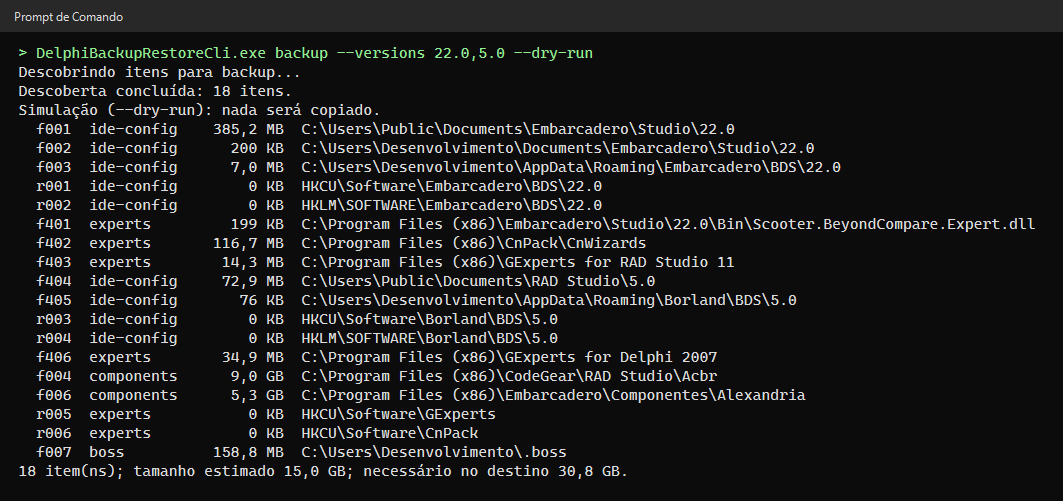 Prompt de Comando
> DelphiBackupRestoreCli.exe backup --versions 22.0,5.0 --dry-run
Descobrindo itens para backup...
Descoberta concluída: 18 itens.
Simulação (--dry-run): nada será copiado.
f001 ide-config 385,2 MB C:\Users\Public\Documents\Embarcadero\Studio\22.0
f002 ide-config 200 KB C:\Users\Desenvolvimento\Documents\Embarcadero\Studio\22.0
f003 ide-config 7,0 MB C:\Users\Desenvolvimento\AppData\Roaming\Embarcadero\BDS\22.0
r001 ide-config 0 KB HKCU\Software\Embarcadero\BDS\22.0
r002 ide-config 0 KB HKLM\SOFTWARE\Embarcadero\BDS\22.0
f401 experts 199 KB C:\Program Files (x86)\Embarcadero\Studio\22.0\Bin\Scooter.BeyondCompare.Expert.dll
f402 experts 116,7 MB C:\Program Files (x86)\CnPack\CnWizards
f403 experts 14,3 MB C:\Program Files (x86)\GExperts for RAD Studio 11
f404 ide-config 72,9 MB C:\Users\Public\Documents\RAD Studio\5.0
f405 ide-config 76 KB C:\Users\Desenvolvimento\AppData\Roaming\Borland\BDS\5.0
r003 ide-config 0 KB HKCU\Software\Borland\BDS\5.0
r004 ide-config 0 KB HKLM\SOFTWARE\Borland\BDS\5.0
f406 experts 34,9 MB C:\Program Files (x86)\GExperts for Delphi 2007
f004 components 9,0 GB C:\Program Files (x86)\CodeGear\RAD Studio\Acbr
f006 components 5,3 GB C:\Program Files (x86)\Embarcadero\Componentes\Alexandria
r005 experts 0 KB HKCU\Software\GExperts
r006 experts 0 KB HKCU\Software\CnPack
f007 boss 158,8 MB C:\Users\Desenvolvimento\.boss
18 item(ns); tamanho estimado 15,0 GB; necessário no destino 30,8 GB.